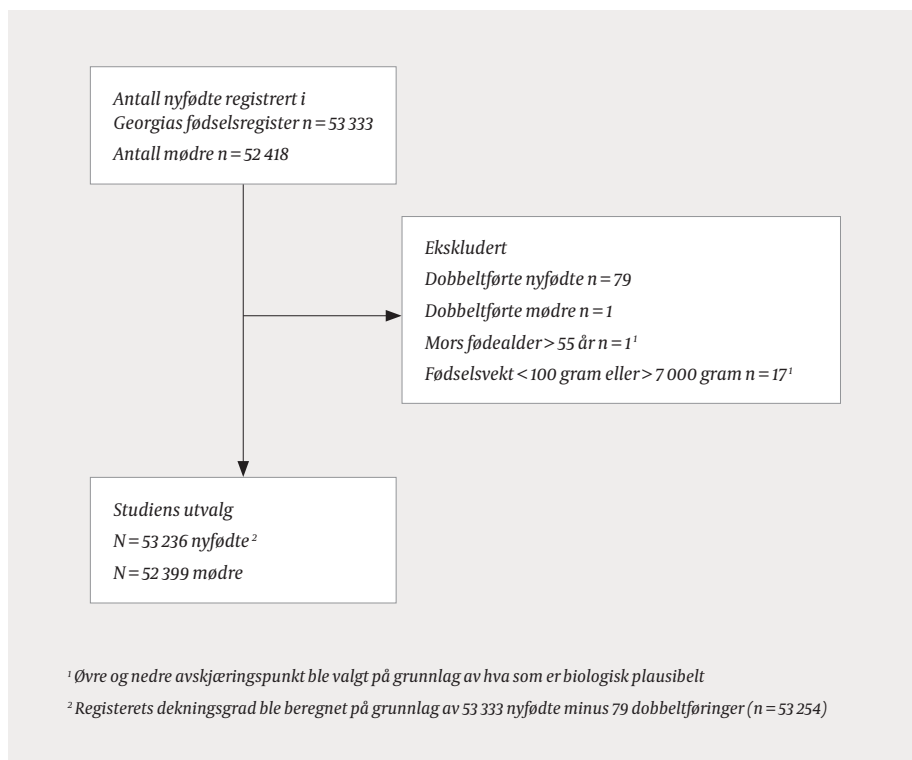 Antall nyfødte registrert i
Georgias fødselsregister n = 53 333
Antall mødre n = 52 418
Ekskludert
Dobbeltførte nyfødte n = 79
Dobbeltførte mødre n = 1
Mors fødealder > 55 år n = 1¹
Fødselsvekt < 100 gram eller > 7 000 gram n = 17¹
Studiens utvalg
N = 53 236 nyfødte ²
N = 52 399 mødre
¹ Øvre og nedre avskjæringspunkt ble valgt på grunnlag av hva som er biologisk plausibelt
² Registerets dekningsgrad ble beregnet på grunnlag av 53 333 nyfødte minus 79 dobbeltføringer (n = 53 254)